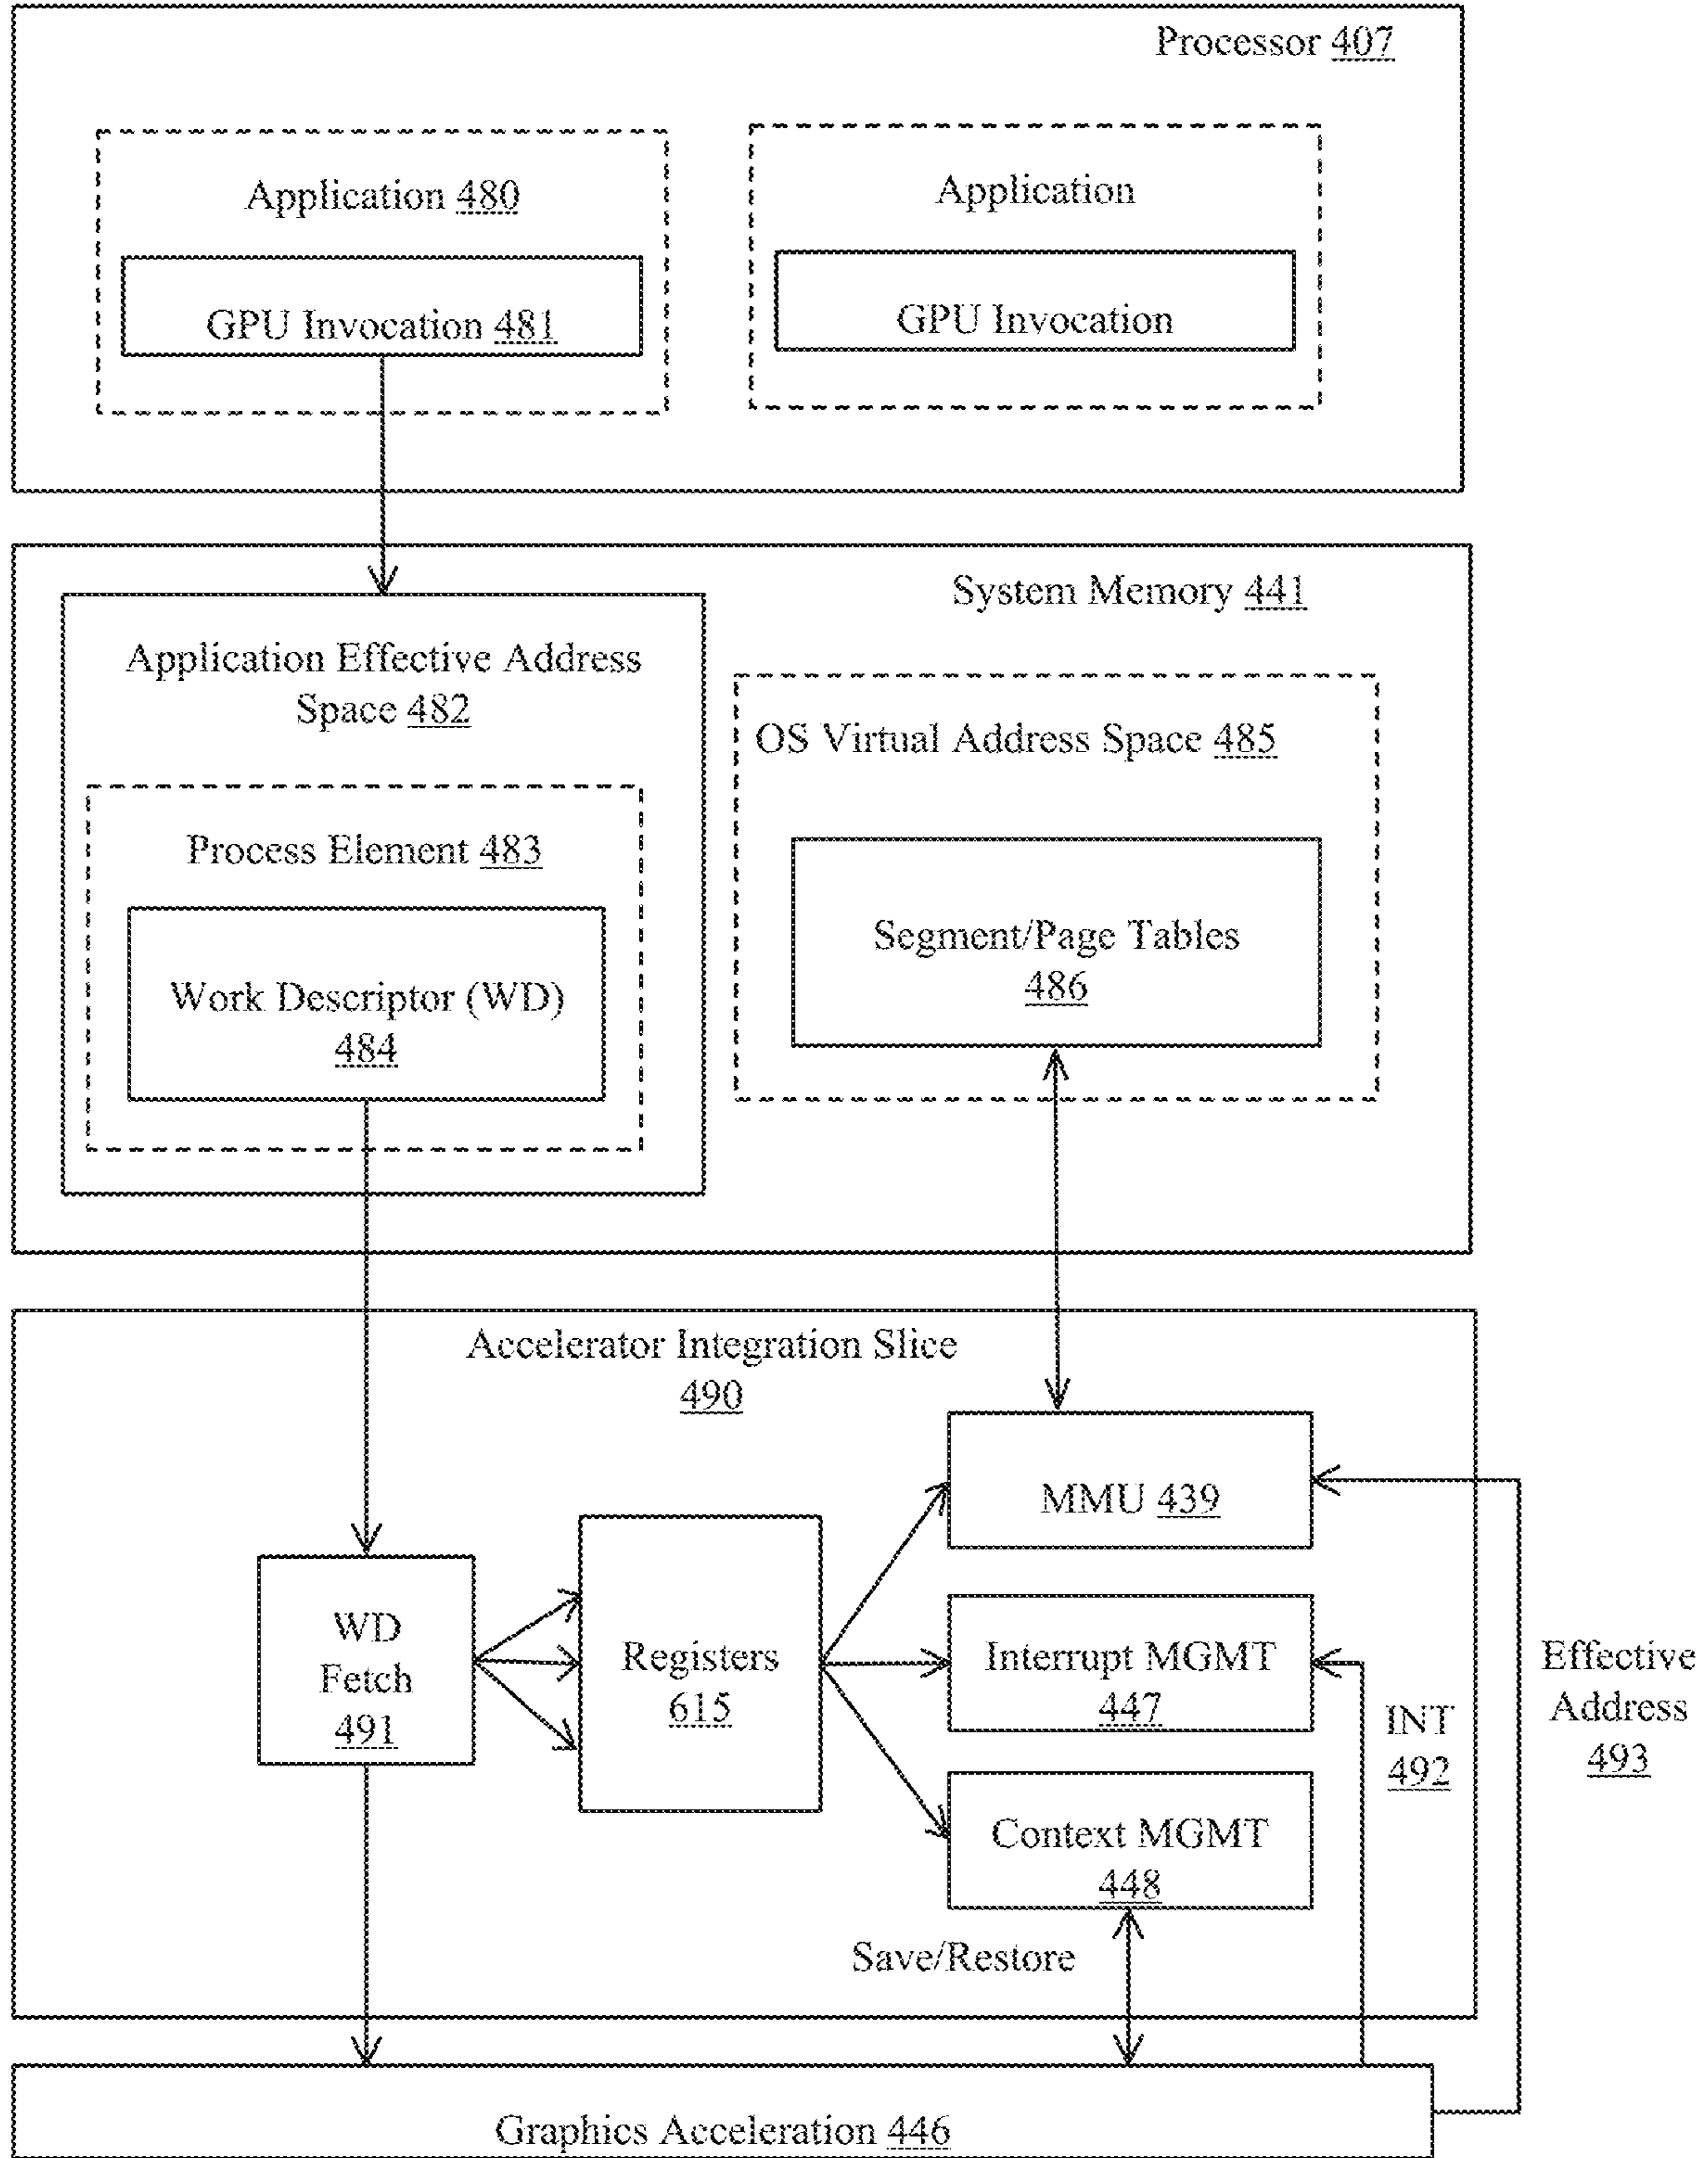 Processor 407
Application 480
GPU Invocation 481
Application
GPU Invocation
System Memory 441
Application Effective Address
Space 482
Process Element 483
Work Descriptor (WD)
484
OS Virtual Address Space 485
Segment/Page Tables
486
Accelerator Integration Slice
490
WD
Fetch
491
Registers
615
MMU 439
Interrupt MGMT
447
Context MGMT
448
Save/Restore
INT
492
Effective
Address
493
Graphics Acceleration 446